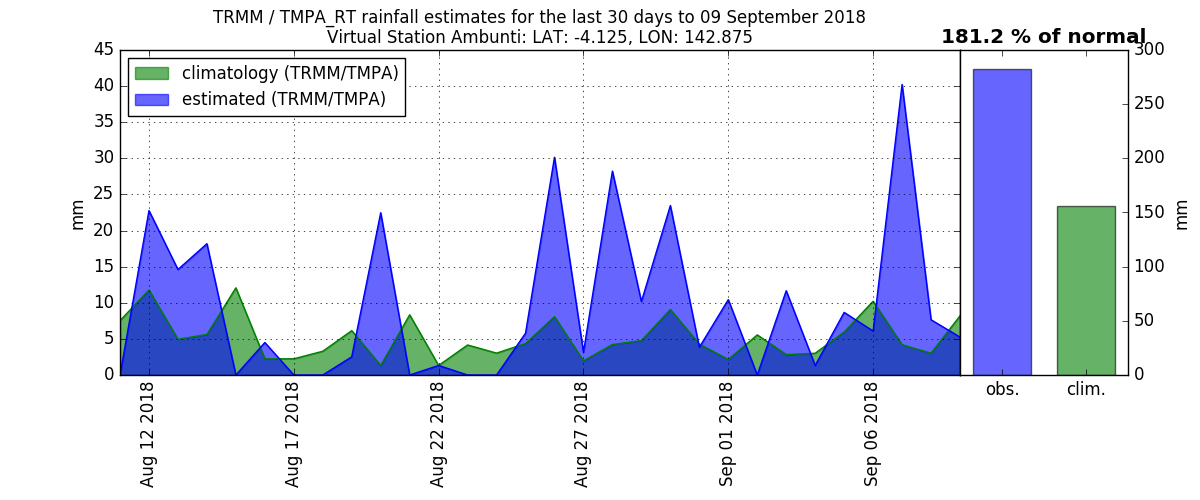 TRMM / TMPA_RT rainfall estimates for the last 30 days to 09 September 2018
Virtual Station Ambunti: LAT: -4.125, LON: 142.875
181.2 % of normal
climatology (TRMM/TMPA)
estimated (TRMM/TMPA)
45
40
35
30
25
20
15
10
5
0
mm
Aug 12 2018
Aug 17 2018
Aug 22 2018
Aug 27 2018
Sep 01 2018
Sep 06 2018
300
250
200
150
100
50
0
mm
obs.
clim.